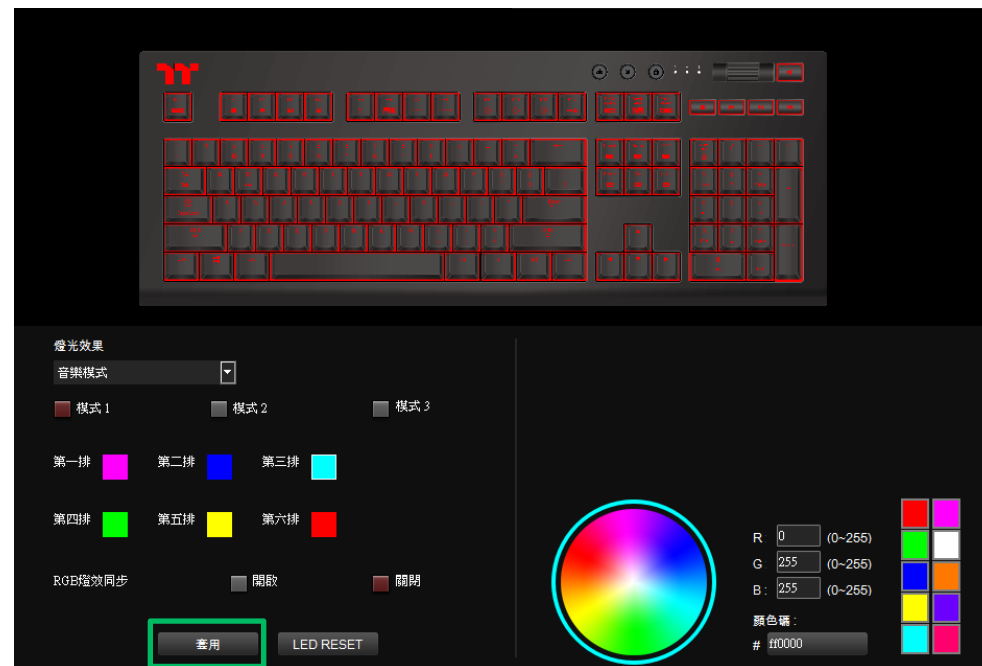 燈光效果
音樂模式
模式 1 模式 2 模式 3
第一排 第二排 第三排
第四排 第五排 第六排
RGB燈效同步 開啟 關閉
套用 LED RESET
R 0 (0~255)
G 255 (0~255)
B : 255 (0~255)
顏色碼 :
# ff0000